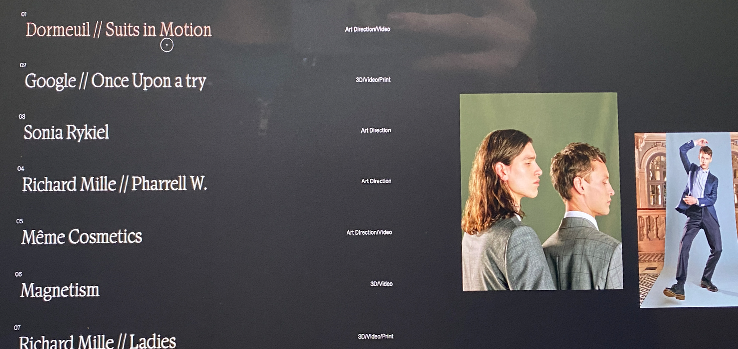 01
Dormeuil // Suits in Motion
Art Direction/Video
02
Google // Once Upon a try
3D/Video/Print
03
Sonia Rykiel
Art Direction
04
Richard Mille // Pharrell W.
Art Direction
05
Même Cosmetics
Art Direction/Video
06
Magnetism
3D/Video
07
Richard Mille // Ladies
3D/Video/Print